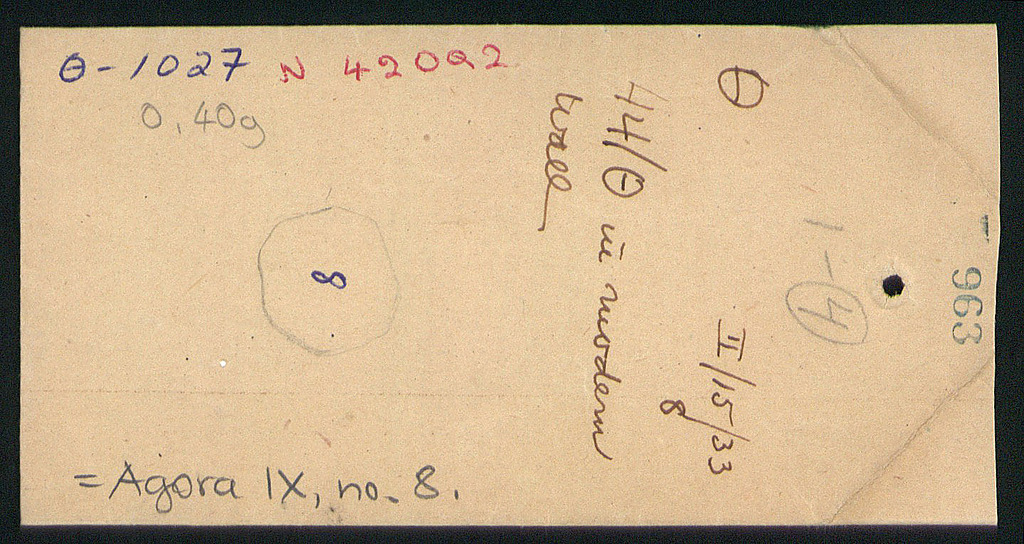 Θ-1027 N 42002
0,40g
8
= Agora IX, no. 8.
Θ II/15/33
8
44/Θ in modern
wall
1-4
- 963